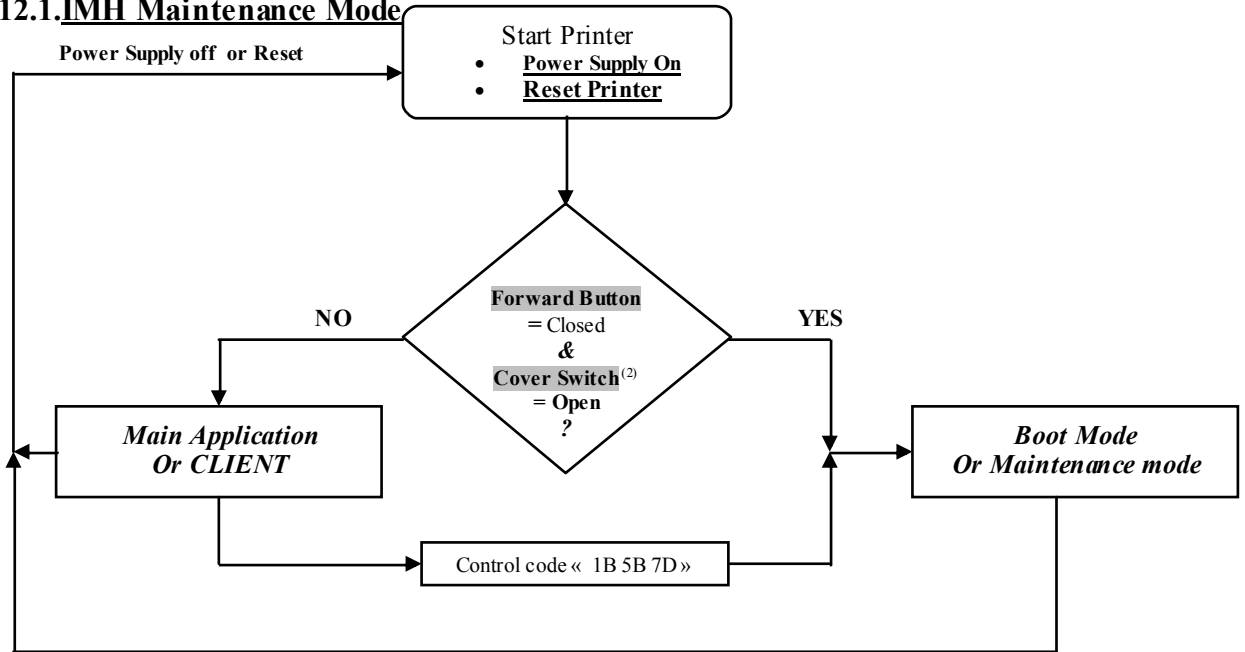 12.1.IMH Maintenance Mode
Power Supply off or Reset
Start Printer
• Power Supply On
• Reset Printer
Forward Button
= Closed
&
Cover Switch(2)
= Open
?
NO
YES
Main Application
Or CLIENT
Boot Mode
Or Maintenance mode
Control code « 1B 5B 7D »